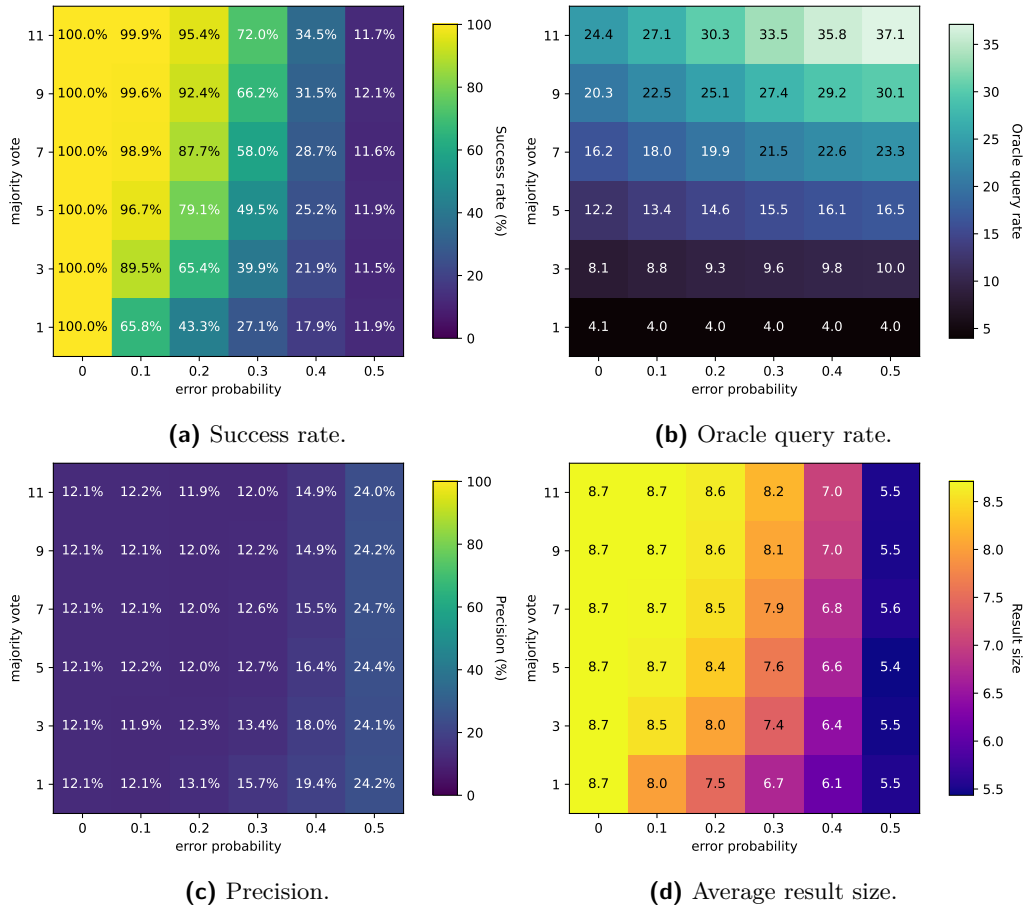 11 100.0% 99.9% 95.4% 72.0% 34.5% 11.7%
9 100.0% 99.6% 92.4% 66.2% 31.5% 12.1%
7 100.0% 98.9% 87.7% 58.0% 28.7% 11.6%
5 100.0% 96.7% 79.1% 49.5% 25.2% 11.9%
3 100.0% 89.5% 65.4% 39.9% 21.9% 11.5%
1 100.0% 65.8% 43.3% 27.1% 17.9% 11.9%
0 0.1 0.2 0.3 0.4 0.5
error probability
majority vote
100
80
60
40
20
0
Success rate (%)
(a) Success rate.
11 24.4 27.1 30.3 33.5 35.8 37.1
9 20.3 22.5 25.1 27.4 29.2 30.1
7 16.2 18.0 19.9 21.5 22.6 23.3
5 12.2 13.4 14.6 15.5 16.1 16.5
3 8.1 8.8 9.3 9.6 9.8 10.0
1 4.1 4.0 4.0 4.0 4.0 4.0
0 0.1 0.2 0.3 0.4 0.5
error probability
majority vote
35
30
25
20
15
10
5
Oracle query rate
(b) Oracle query rate.
11 12.1% 12.2% 11.9% 12.0% 14.9% 24.0%
9 12.1% 12.1% 12.0% 12.2% 14.9% 24.2%
7 12.1% 12.1% 12.0% 12.6% 15.5% 24.7%
5 12.1% 12.2% 12.0% 12.7% 16.4% 24.4%
3 12.1% 11.9% 12.3% 13.4% 18.0% 24.1%
1 12.1% 12.1% 13.1% 15.7% 19.4% 24.2%
0 0.1 0.2 0.3 0.4 0.5
error probability
majority vote
100
80
60
40
20
0
Precision (%)
(c) Precision.
11 8.7 8.7 8.6 8.2 7.0 5.5
9 8.7 8.7 8.6 8.1 7.0 5.5
7 8.7 8.7 8.5 7.9 6.8 5.6
5 8.7 8.7 8.4 7.6 6.6 5.4
3 8.7 8.5 8.0 7.4 6.4 5.5
1 8.7 8.0 7.5 6.7 6.1 5.5
0 0.1 0.2 0.3 0.4 0.5
error probability
majority vote
8.5
8.0
7.5
7.0
6.5
6.0
5.5
Result size
(d) Average result size.